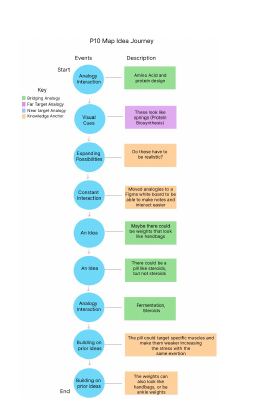 P10 Map Idea Journey
Events
Description
Start
Key
Bridging Analogy
Far Target Analogy
Near target Analogy
Knowledge Anchor
Analogy
Interaction
Amino Acid and
protein design
Visual
Cues
These look like
springs (Protein
Biosynthesis)
Expanding
Possibilities
Do these have to
be realistic?
Constant
Interaction
Moved analogies to a
Figma white board to be
able to make notes and
interact easier
An Idea
Maybe there could
be weights that look
like handbags
An Idea
There could be a
pill like steroids,
but not steroids
Analogy
Interaction
Fermentation,
Steroids
Building on
prior ideas
The pill could target specific muscles and
make them weaker increasing
the stress with the
same exertion
Building on
prior ideas
The weights can
also look like
handbags, or be
ankle weights
End